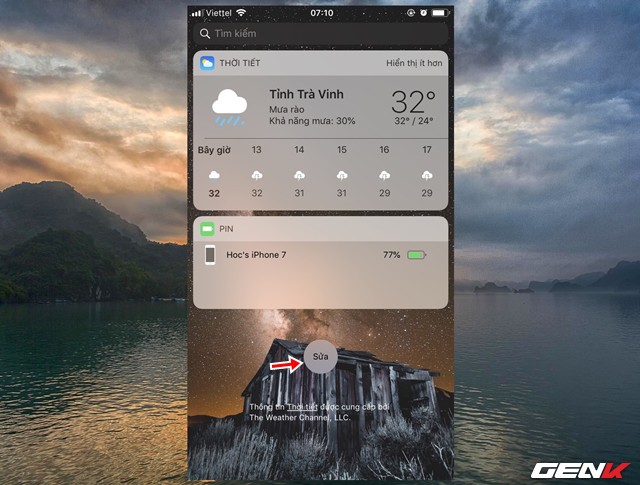 Viettel
07:10
Tìm kiếm
THỜI TIẾT
Hiển thị ít hơn
Tỉnh Trà Vinh
Mưa rào
Khả năng mưa: 30%
32°
32° / 24°
Bây giờ 13 14 15 16 17
32 32 31 31 29 29
PIN
Hoc's iPhone 7
77%
Sửa
Thông tin Thời tiết được cung cấp bởi
The Weather Channel, LLC.
GENK